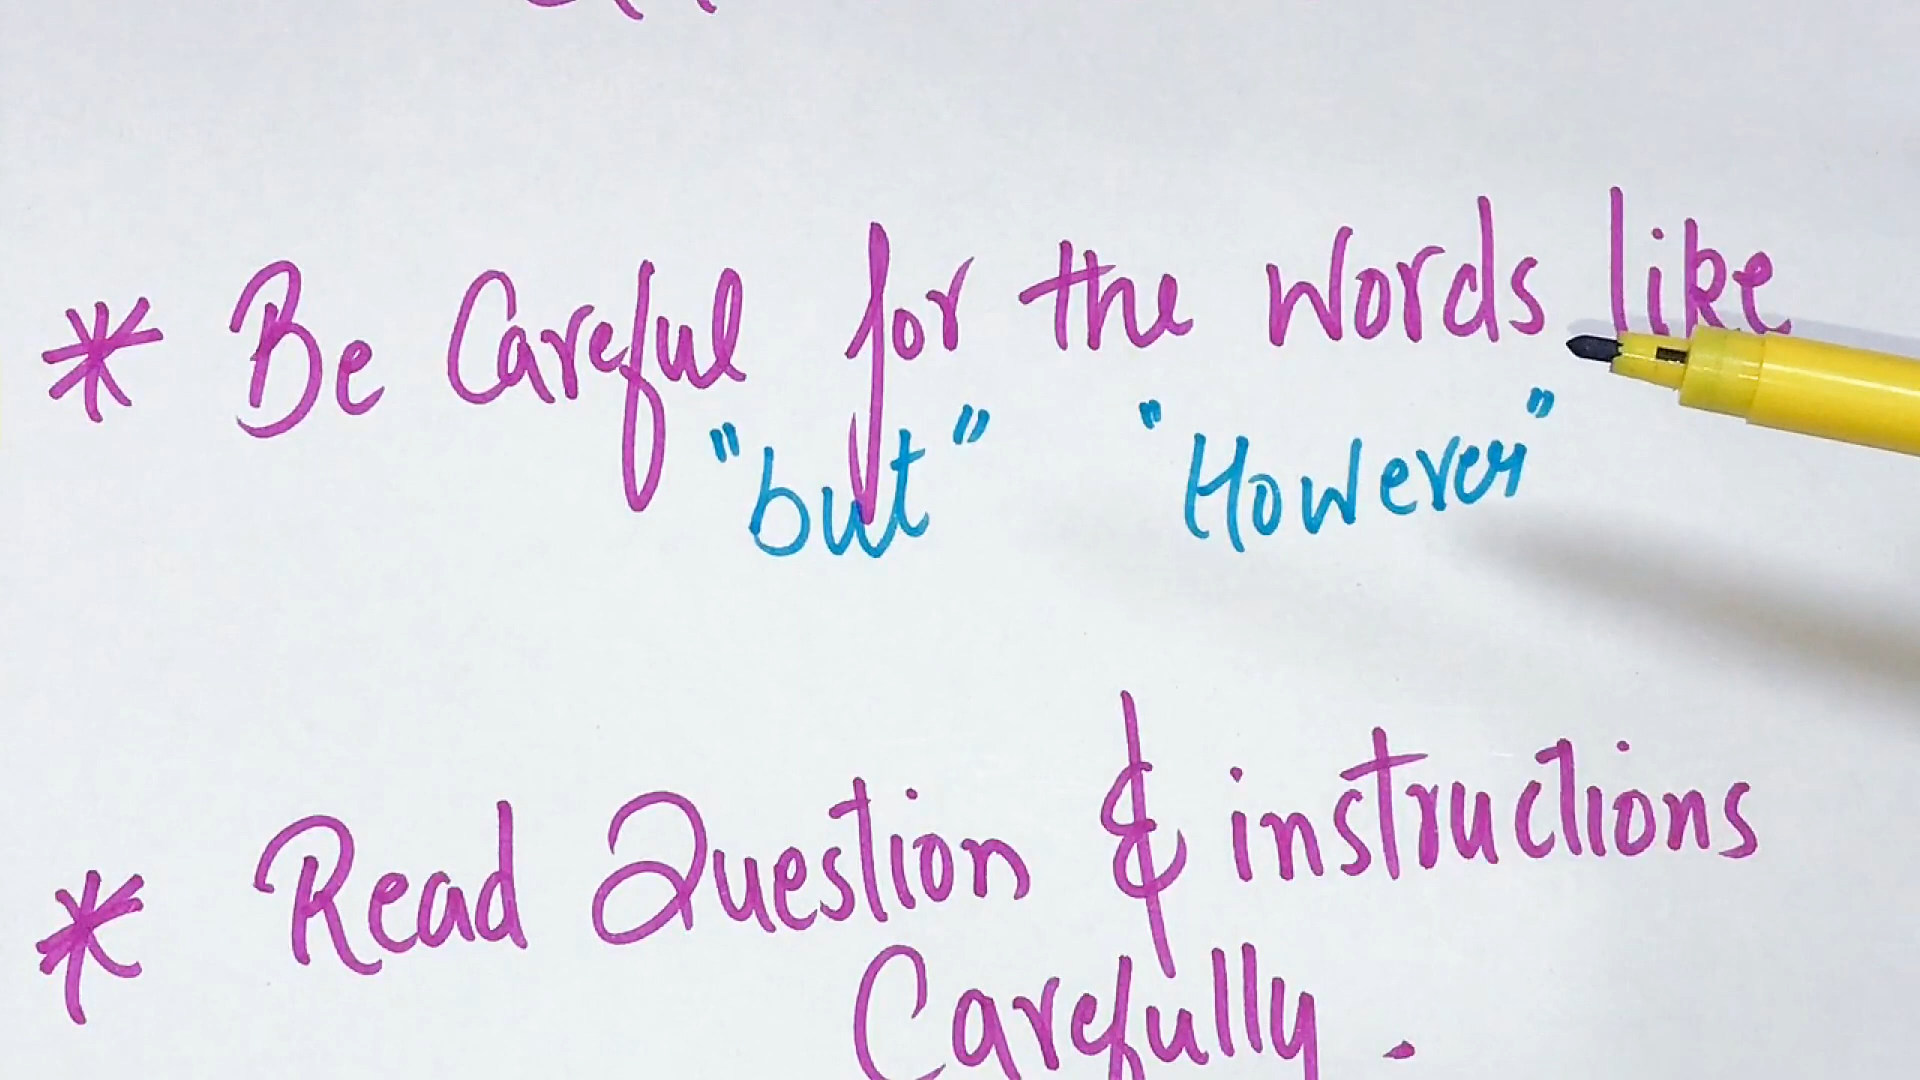 * Be Careful for the words like
"but" "However"
* Read Question & instructions
Carefully.